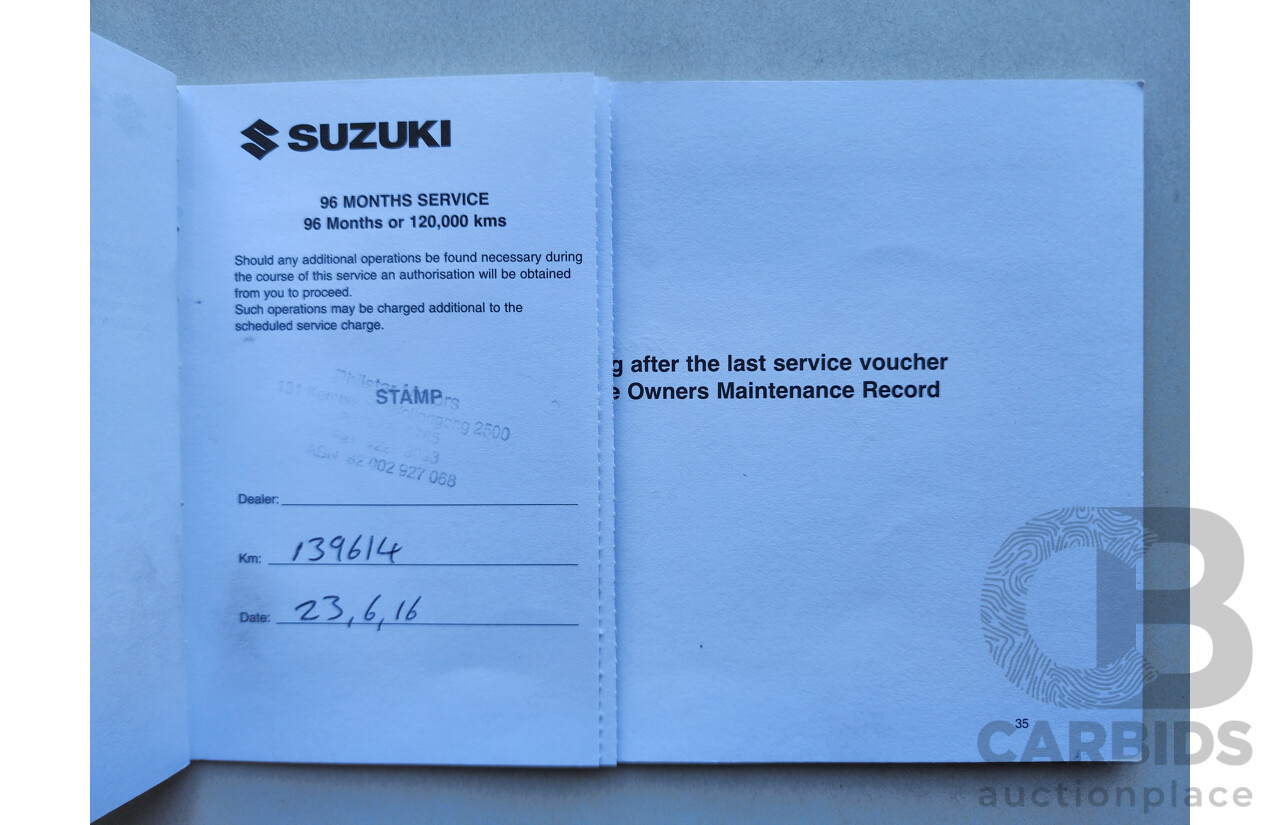 SUZUKI
96 MONTHS SERVICE
96 Months or 120,000 kms
Should any additional operations be found necessary during
the course of this service an authorisation will be obtained
from you to proceed.
Such operations may be charged additional to the
scheduled service charge.
STAMP
2500
ABN 82 002 927 068
Dealer:
Km: 139614
Date: 23,6,16
g after the last service voucher
e Owners Maintenance Record
35
CARBIDS
auctionplace